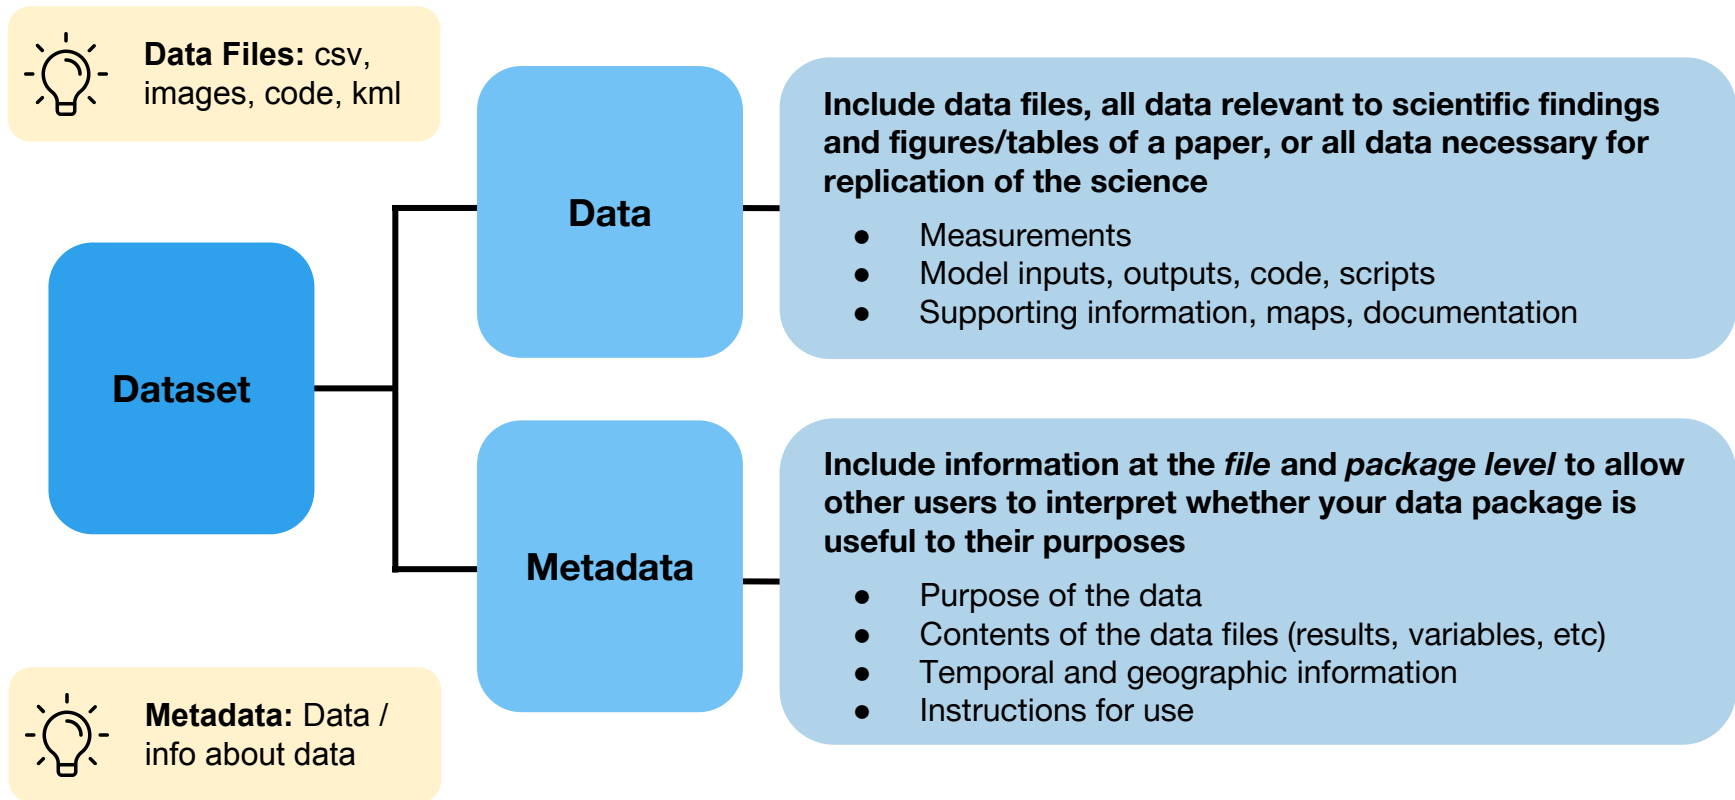 Data Files: csv,
images, code, kml
Dataset
Data
Include data files, all data relevant to scientific findings
and figures/tables of a paper, or all data necessary for
replication of the science
● Measurements
● Model inputs, outputs, code, scripts
● Supporting information, maps, documentation
Metadata
Include information at the file and package level to allow
other users to interpret whether your data package is
useful to their purposes
● Purpose of the data
● Contents of the data files (results, variables, etc)
● Temporal and geographic information
● Instructions for use
Metadata: Data /
info about data